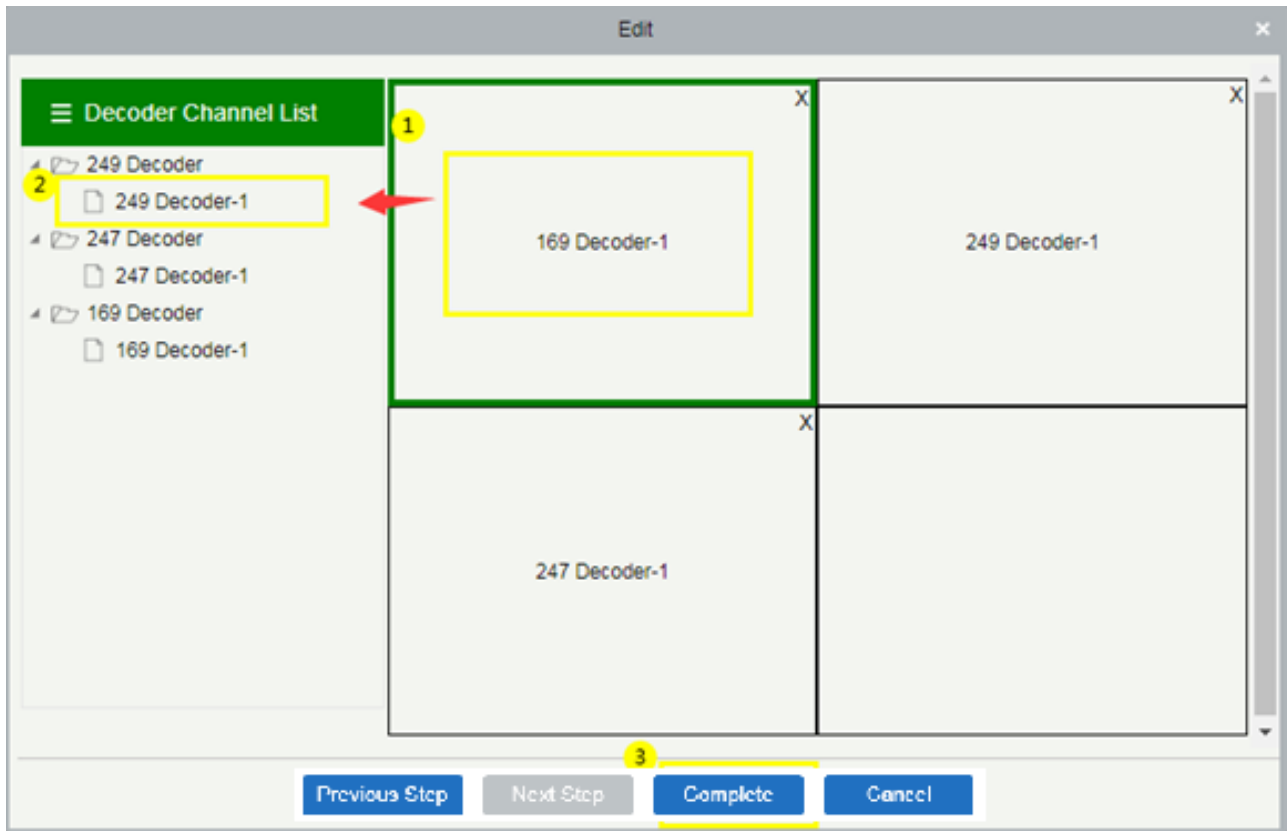 Edit
×
☰ Decoder Channel List
249 Decoder
249 Decoder-1
247 Decoder
247 Decoder-1
169 Decoder
169 Decoder-1
1
2
X
169 Decoder-1
X
249 Decoder-1
X
247 Decoder-1
3
Previous Step
Next Step
Complete
Cancel